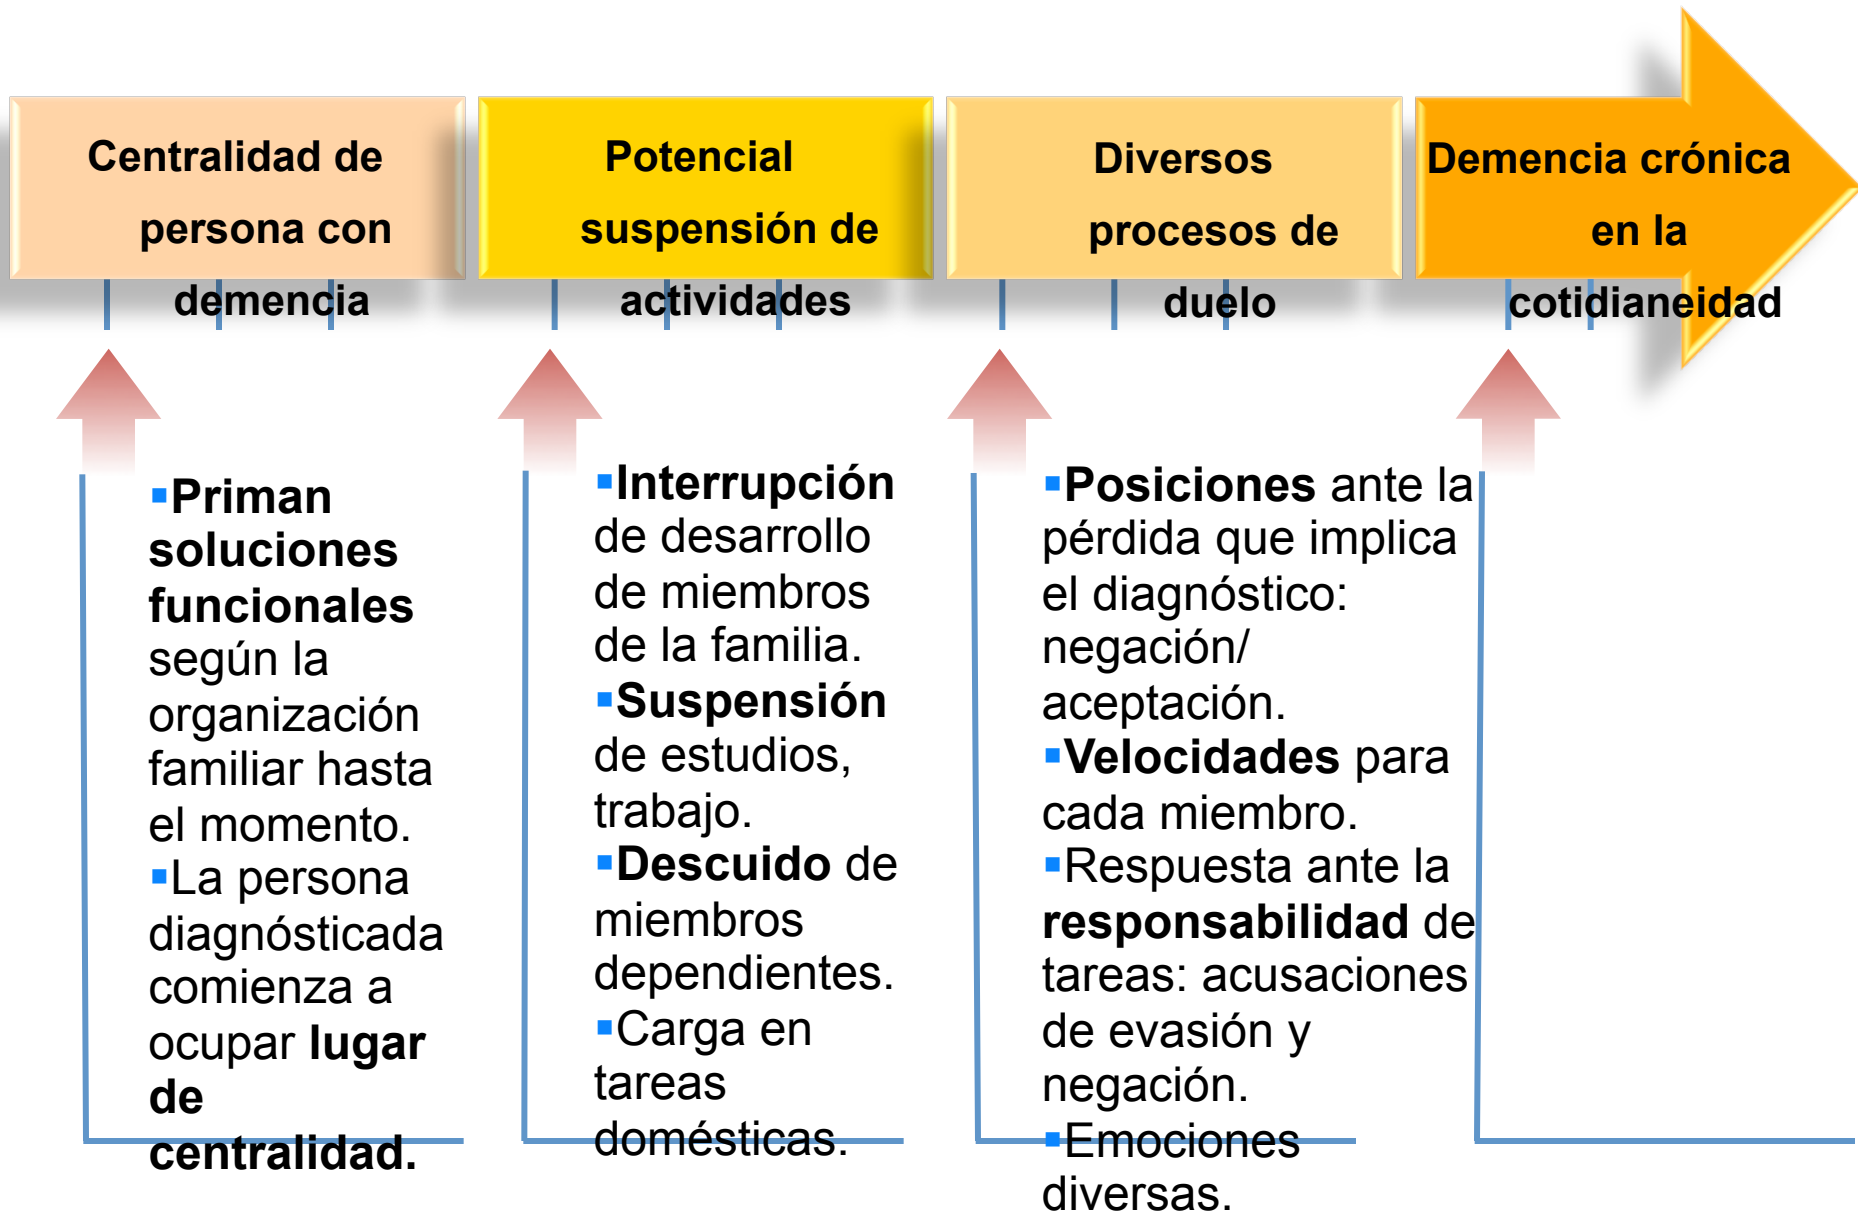 Centralidad de
persona con
demencia
Potencial
suspensión de
actividades
Diversos
procesos de
duelo
Demencia crónica
en la
cotidianeidad
▪Priman
soluciones
funcionales
según la
organización
familiar hasta
el momento.
▪La persona
diagnósticada
comienza a
ocupar lugar
de
centralidad.
▪Interrupción
de desarrollo
de miembros
de la familia.
▪Suspensión
de estudios,
trabajo.
▪Descuido de
miembros
dependientes.
▪Carga en
tareas
domésticas.
▪Posiciones ante la
pérdida que implica
el diagnóstico:
negación/
aceptación.
▪Velocidades para
cada miembro.
▪Respuesta ante la
responsabilidad de
tareas: acusaciones
de evasión y
negación.
▪Emociones
diversas.